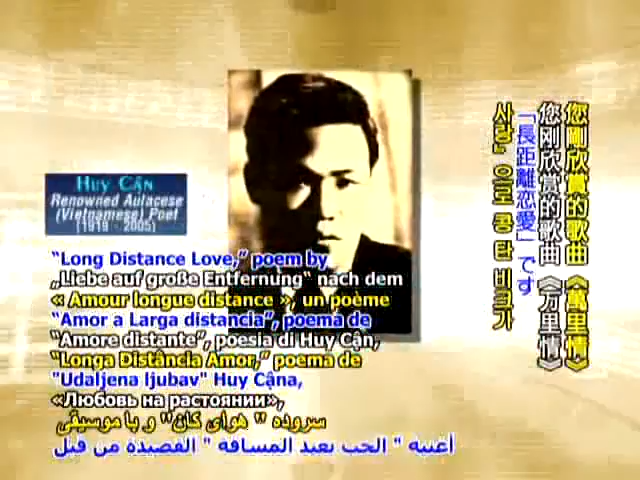 Huy Cận
Renowned Aulacese
(Vietnamese) Poet
(1919 - 2005)
“Long Distance Love,” poem by
„Liebe auf große Entfernung“ nach dem
« Amour longue distance », un poème
“Amor a Larga distancia”, poema de
“Amore distante”, poesia di Huy Cận,
“Longa Distância Amor,” poema de
"Udaljena ljubav" Huy Cậna,
«Любовь на растоянии»,
سروده " هوای کان" و با موسیقی
أغنية " الحب بعيد المسافة " القصيدة من قبل
您剛欣賞的歌曲《萬里情》
您刚欣赏的歌曲《万里情》
「長距離恋愛」です
사랑』으로 콩 탄 비크가